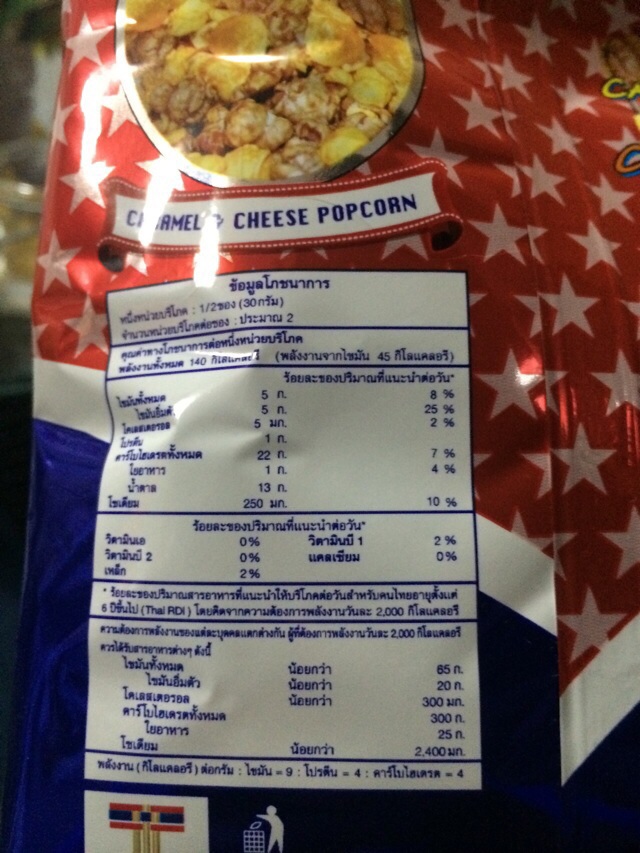 CARAMEL & CHEESE POPCORN
ข้อมูลโภชนาการ
หนึ่งหน่วยบริโภค : 1/2ซอง (30กรัม)
จำนวนหน่วยบริโภคต่อซอง : ประมาณ 2
คุณค่าทางโภชนาการต่อหนึ่งหน่วยบริโภค
พลังงานทั้งหมด 140 กิโลแคลอรี (พลังงานจากไขมัน 45 กิโลแคลอรี)
ร้อยละของปริมาณที่แนะนำต่อวัน*
ไขมันทั้งหมด 5 ก. 8 %
ไขมันอิ่มตัว 5 ก. 25 %
โคเลสเตอรอล 5 มก. 2 %
โปรตีน 1 ก.
คาร์โบไฮเดรตทั้งหมด 22 ก. 7 %
ใยอาหาร 1 ก. 4 %
น้ำตาล 13 ก.
โซเดียม 250 มก. 10 %
ร้อยละของปริมาณที่แนะนำต่อวัน*
วิตามินเอ 0% วิตามินบี 1 2%
วิตามินบี 2 0% แคลเซียม 0%
เหล็ก 2%
* ร้อยละของปริมาณสารอาหารที่แนะนำให้บริโภคต่อวันสำหรับคนไทยอายุตั้งแต่
6 ปีขึ้นไป (Thai RDI) โดยคิดจากความต้องการพลังงานวันละ 2,000 กิโลแคลอรี
ความต้องการพลังงานของแต่ละบุคคลแตกต่างกัน ผู้ที่ต้องการพลังงานวันละ 2,000 กิโลแคลอรี
ควรได้รับสารอาหารต่างๆ ดังนี้
ไขมันทั้งหมด น้อยกว่า 65 ก.
ไขมันอิ่มตัว น้อยกว่า 20 ก.
โคเลสเตอรอล น้อยกว่า 300 มก.
คาร์โบไฮเดรตทั้งหมด 300 ก.
ใยอาหาร 25 ก.
โซเดียม น้อยกว่า 2,400 มก.
พลังงาน (กิโลแคลอรี) ต่อกรัม : ไขมัน = 9 : โปรตีน = 4 : คาร์โบไฮเดรต = 4